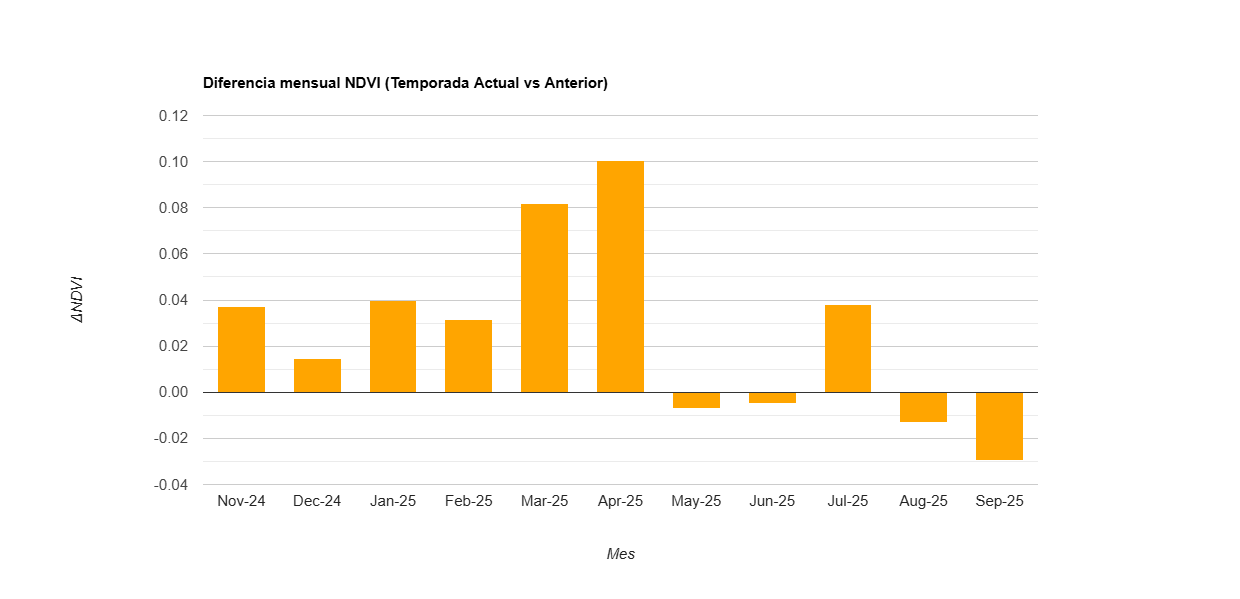 Diferencia mensual NDVI (Temporada Actual vs Anterior)
0.12
0.10
0.08
0.06
0.04
0.02
0.00
-0.02
-0.04
ΔNDVI
Nov-24 Dec-24 Jan-25 Feb-25 Mar-25 Apr-25 May-25 Jun-25 Jul-25 Aug-25 Sep-25
Mes